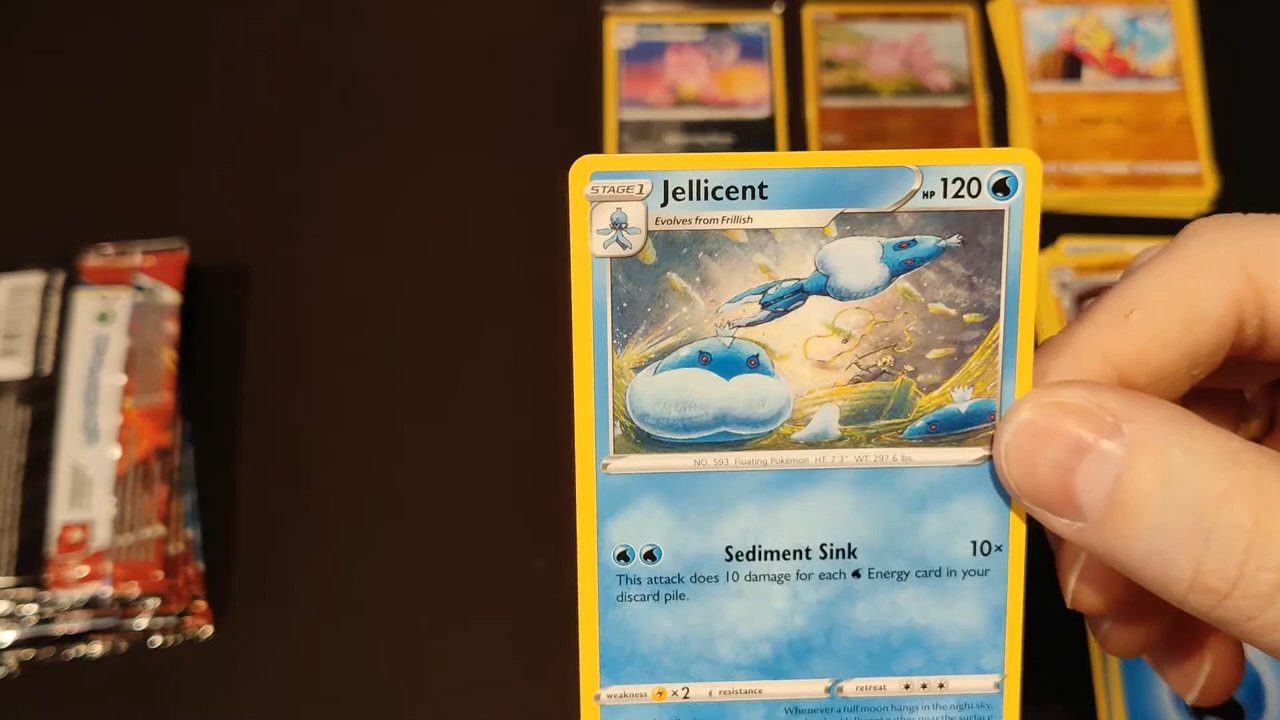 STAGE 1 Jellicent HP 120
Evolves from Frillish
NO. 593 Floating Pokémon HT. 7'3" WT. 297.6 lbs.
Sediment Sink 10×
This attack does 10 damage for each Energy card in your
discard pile.
weakness ×2 resistance retreat
Whenever a full moon hangs in the night sky,